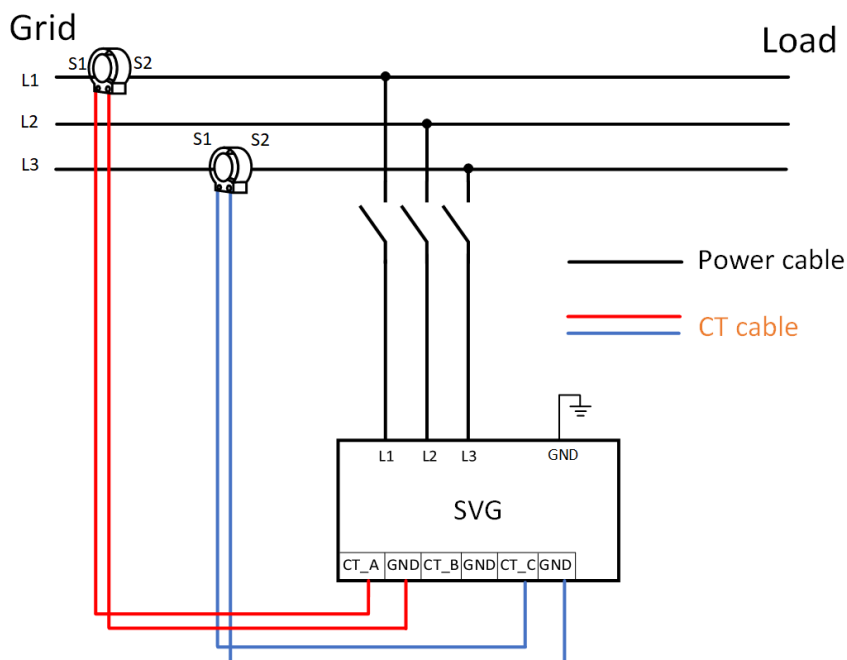 Grid
Load
S1 S2
L1
L2
S1 S2
L3
Power cable
CT cable
L1 L2 L3 GND
SVG
CT_A GND CT_B GND CT_C GND